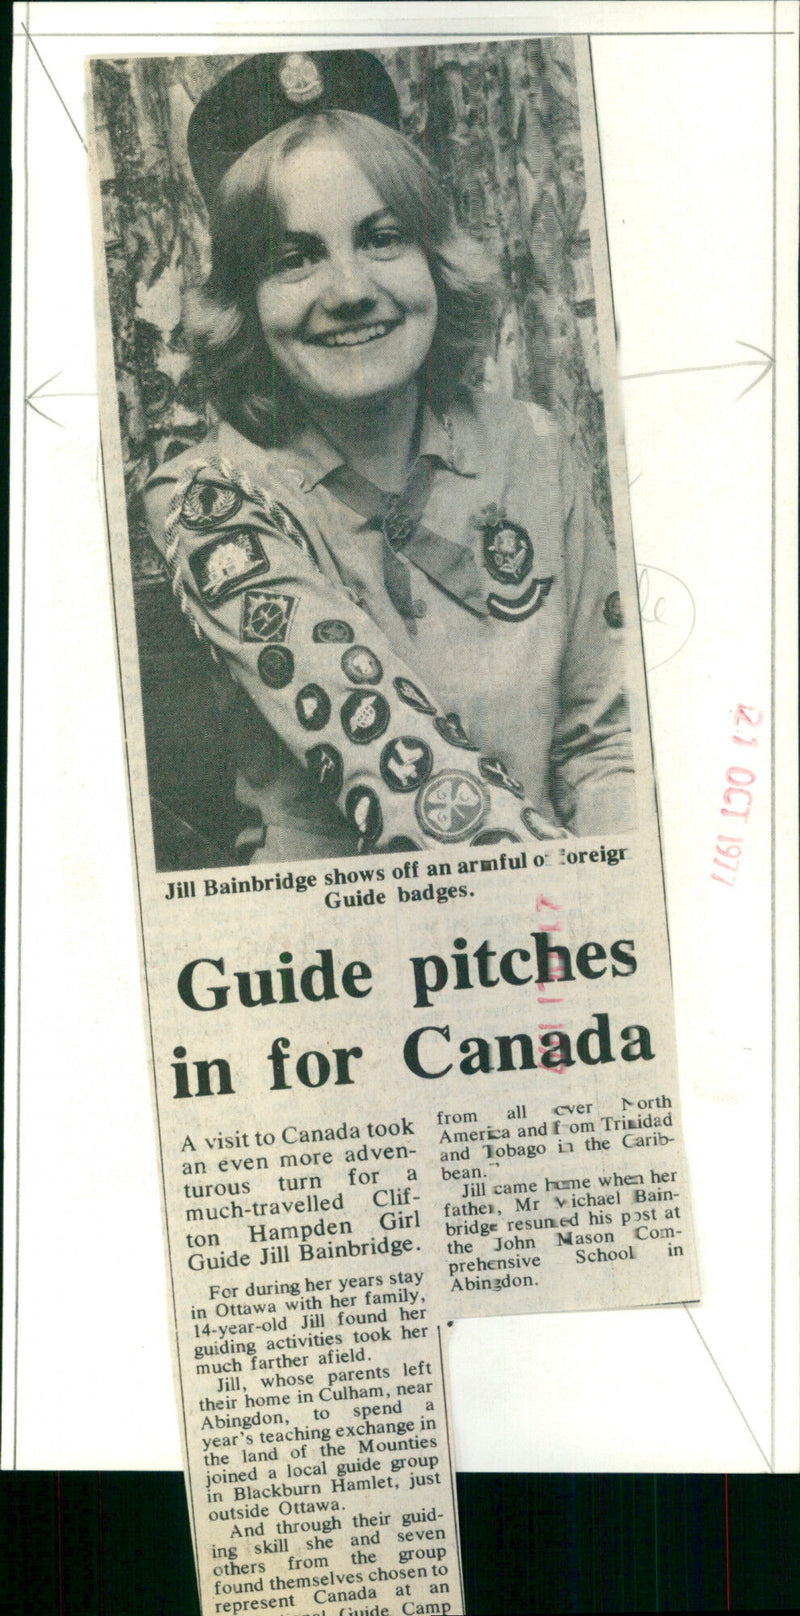 Jill Bainbridge shows off an armful of foreign
Guide badges.
Guide pitches
in for Canada
A visit to Canada took
an even more adven-
turous turn for a
much-travelled Clif-
ton Hampden Girl
Guide Jill Bainbridge.
For during her years stay
in Ottawa with her family,
14-year-old Jill found her
guiding activities took her
much farther afield.
Jill, whose parents left
their home in Culham, near
Abingdon, to spend a
year's teaching exchange in
the land of the Mounties
joined a local guide group
in Blackburn Hamlet, just
outside Ottawa.
And through their guid-
ing skill she and seven
others from the group
found themselves chosen to
represent Canada at an
Guide Camp
from all over North
America and from Trinidad
and Tobago in the Carib-
bean."
Jill came home when her
father, Mr Michael Bain-
bridge resumed his post at
the John Mason Com-
prehensive School in
Abingdon.
21 OCT 1977